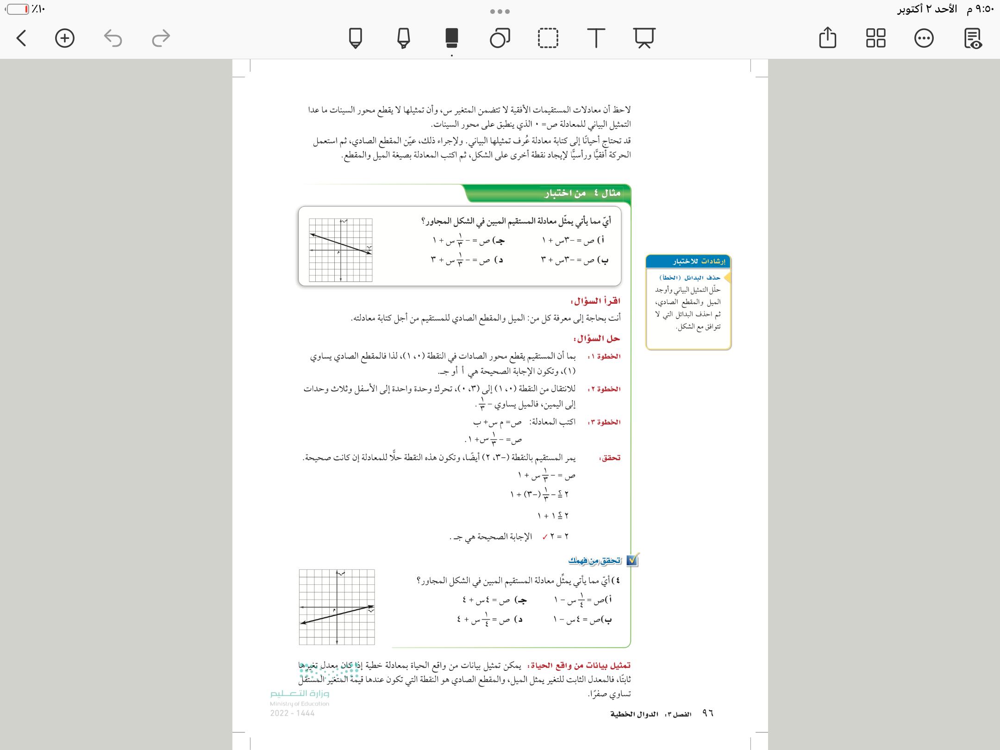 ٩:٥٠ م الأحد ٢ أكتوبر
٪١٠
لاحظ أن معادلات المستقيمات الأفقية لا تتضمن المتغير س، وأن تمثيلها لا يقطع محور السينات ما عدا
التمثيل البياني للمعادلة ص= ٠ الذي ينطبق على محور السينات.
قد تحتاج أحيانًا إلى كتابة معادلة عُرف تمثيلها البياني. ولإجراء ذلك، عيّن المقطع الصادي، ثم استعمل
الحركة أفقيًّا ورأسيًّا لإيجاد نقطة أخرى على الشكل، ثم اكتب المعادلة بصيغة الميل والمقطع.
مثال ٤ من اختبار
أيّ مما يأتي يمثّل معادلة المستقيم المبين في الشكل المجاور؟
أ) ص = –٣س + ١
جـ) ص = – ١/٣ س + ١
ب) ص = –٣س + ٣
د) ص = – ١/٣ س + ٣
ص
س
م
إرشادات للاختبار
حذف البدائل (الخطأ)
حلّل التمثيل البياني وأوجد
الميل والمقطع الصادي،
ثم احذف البدائل التي لا
تتوافق مع الشكل.
اقرأ السؤال:
أنت بحاجة إلى معرفة كل من: الميل والمقطع الصادي للمستقيم من أجل كتابة معادلته.
حل السؤال:
الخطوة ١: بما أن المستقيم يقطع محور الصادات في النقطة (٠، ١)، لذا فالمقطع الصادي يساوي
(١)، وتكون الإجابة الصحيحة هي أ أو جـ.
الخطوة ٢: للانتقال من النقطة (٠، ١) إلى (٣، ٠)، تحرك وحدة واحدة إلى الأسفل وثلاث وحدات
إلى اليمين، فالميل يساوي – ١/٣ .
الخطوة ٣: اكتب المعادلة: ص= م س+ ب
ص= – ١/٣ س+ ١.
تحقق: يمر المستقيم بالنقطة (–٣، ٢) أيضًا، وتكون هذه النقطة حلًّا للمعادلة إن كانت صحيحة.
ص = – ١/٣ س + ١
٢ ≟ – ١/٣ (–٣) + ١
٢ ≟ ١ + ١
٢ = ٢ ✓ الإجابة الصحيحة هي جـ .
تحقق من فهمك
٤) أيّ مما يأتي يمثّل معادلة المستقيم المبين في الشكل المجاور؟
أ)ص = ١/٤ س – ١
جـ) ص = ٤س + ٤
ب)ص = ٤س – ١
د) ص = ١/٤ س + ٤
ص
س
م
تمثيل بيانات من واقع الحياة: يمكن تمثيل بيانات من واقع الحياة بمعادلة خطية إذا كان معدل تغيرها
ثابتًا، فالمعدل الثابت للتغير يمثل الميل، والمقطع الصادي هو النقطة التي تكون عندها قيمة المتغير المستقل
تساوي صفرًا.
وزارة التعليم
Ministry of Education
2022 - 1444
٩٦ الفصل ٣: الدوال الخطية